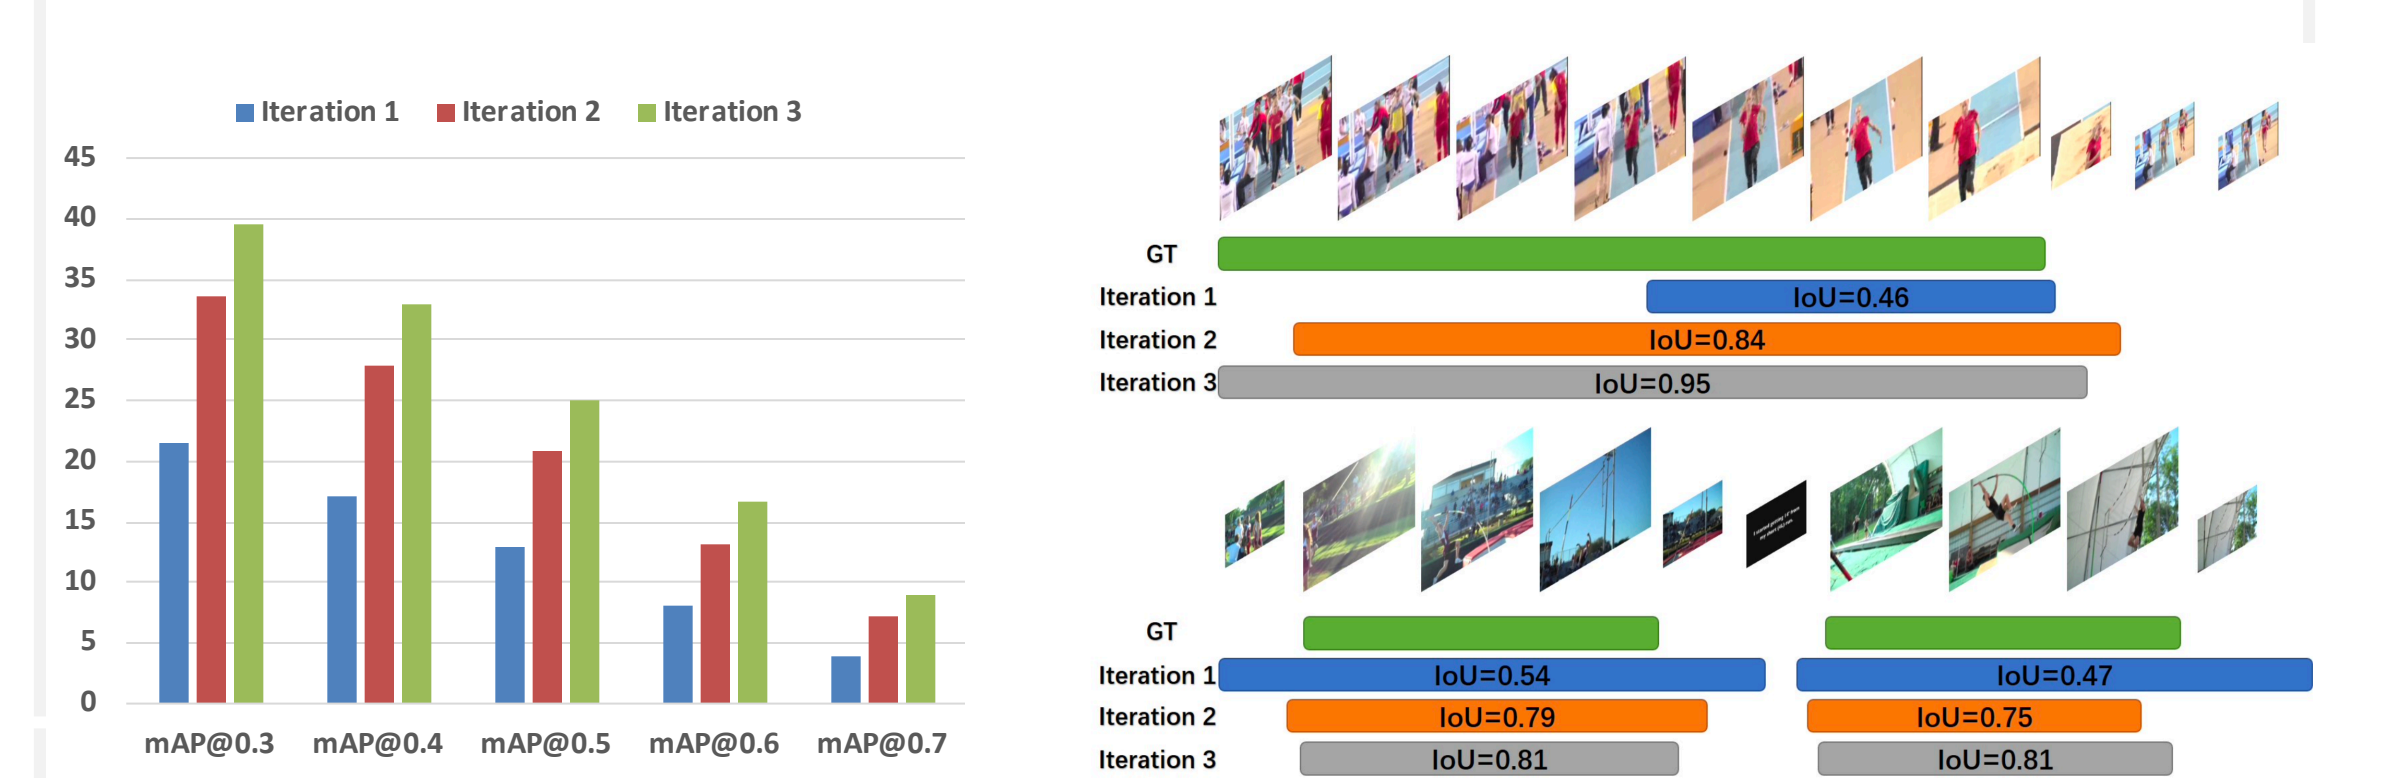 Iteration 1 Iteration 2 Iteration 3
45
40
35
30
25
20
15
10
5
0
mAP@0.3 mAP@0.4 mAP@0.5 mAP@0.6 mAP@0.7
GT
Iteration 1 IoU=0.46
Iteration 2 IoU=0.84
Iteration 3 IoU=0.95
GT
Iteration 1 IoU=0.54 IoU=0.47
Iteration 2 IoU=0.79 IoU=0.75
Iteration 3 IoU=0.81 IoU=0.81